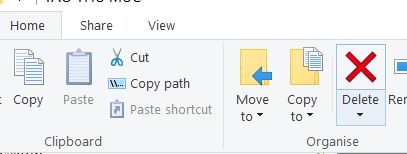 Home Share View
Cut
Copy path
Paste shortcut
Copy Paste
Move to
Copy to
Delete
Clipboard
Organise